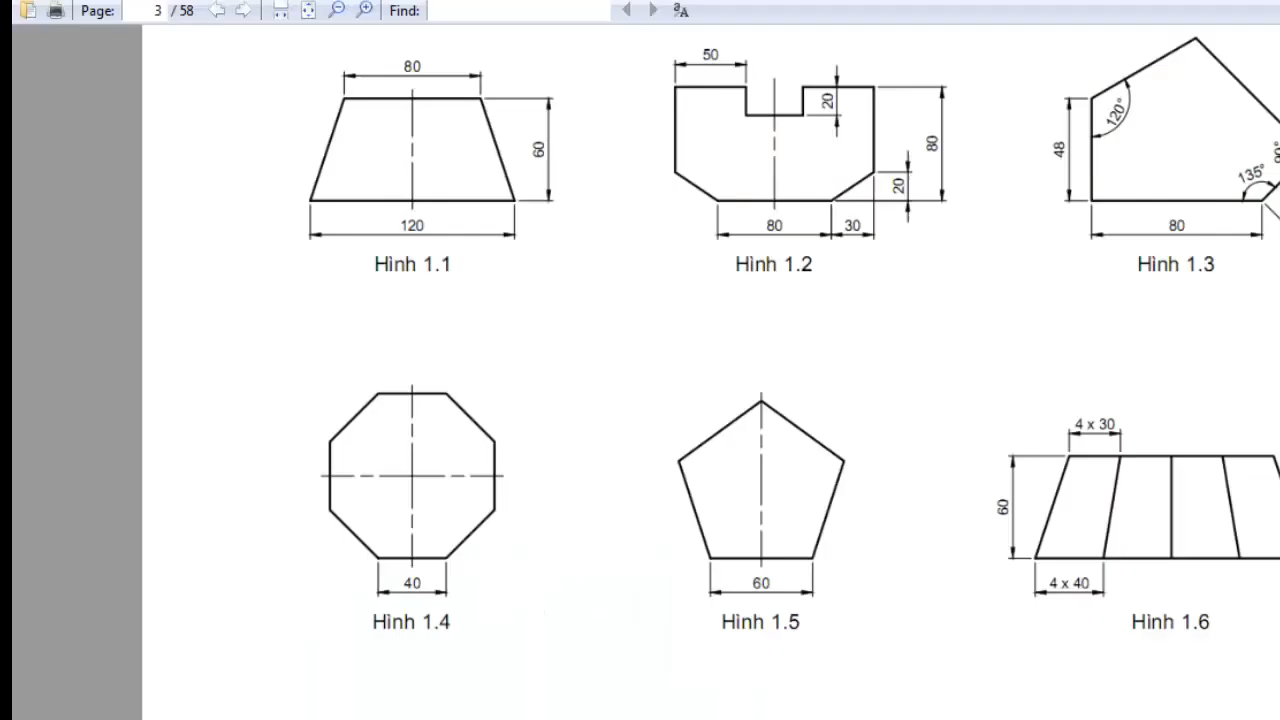 Page: 3 / 58 Find:
80
60
120
Hình 1.1
50
20
80
20
80 30
Hình 1.2
120°
48
135°
80
Hình 1.3
40
Hình 1.4
60
Hình 1.5
4 x 30
60
4 x 40
Hình 1.6